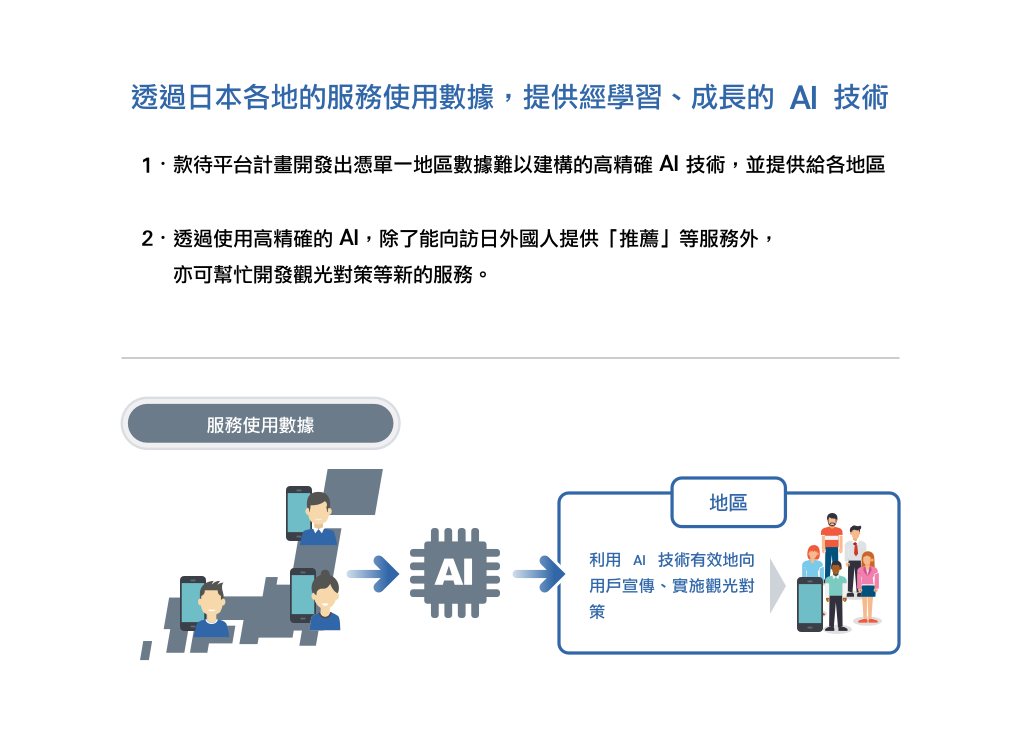 透過日本各地的服務使用數據，提供經學習、成長的 AI 技術
1・款待平台計畫開發出憑單一地區數據難以建構的高精確 AI 技術，並提供給各地區
2・透過使用高精確的 AI，除了能向訪日外國人提供「推薦」等服務外，
亦可幫忙開發觀光對策等新的服務。
服務使用數據
AI
地區
利用 AI 技術有效地向
用戶宣傳、實施觀光對
策